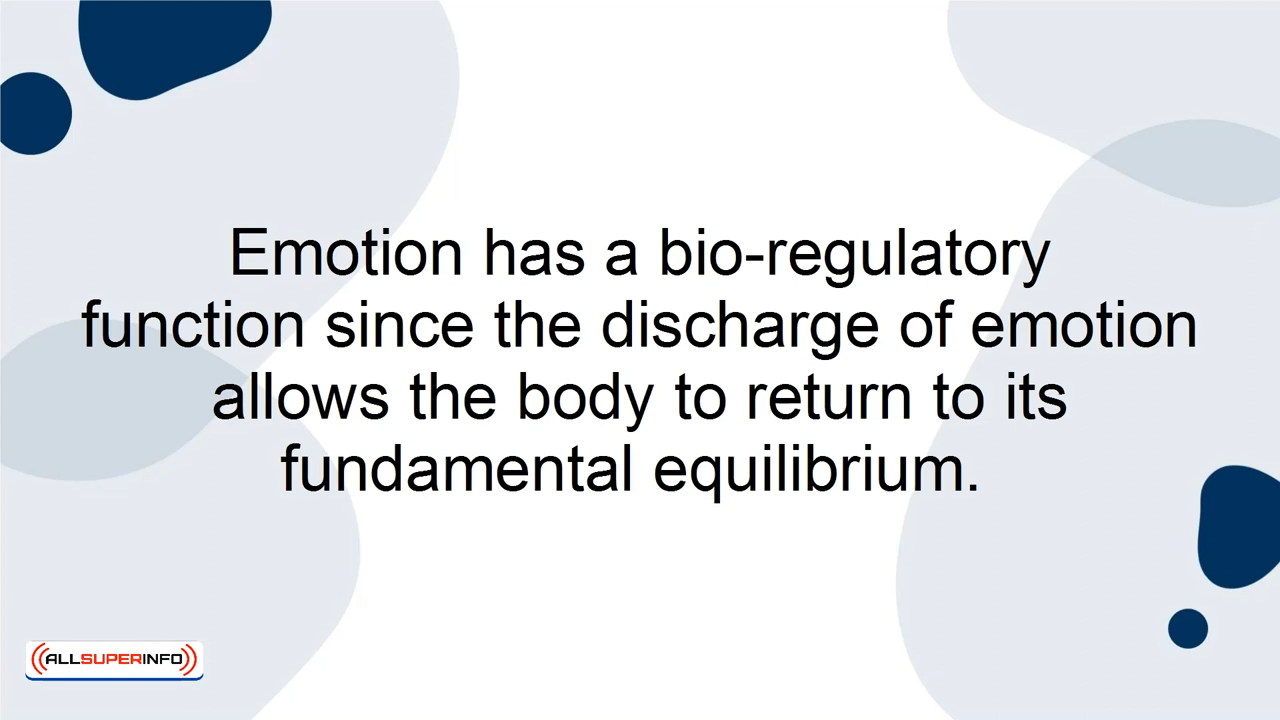 Emotion has a bio-regulatory
function since the discharge of emotion
allows the body to return to its
fundamental equilibrium.
ALLSUPERINFO